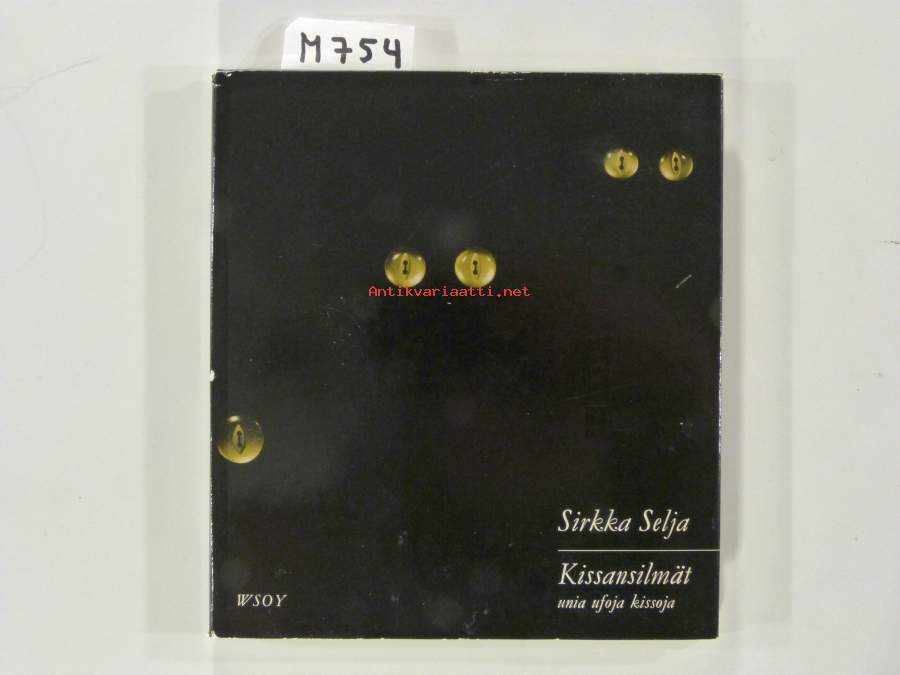 M754
Antikvariaatti.net
Sirkka Selja
Kissansilmät
unia ufoja kissoja
WSOY